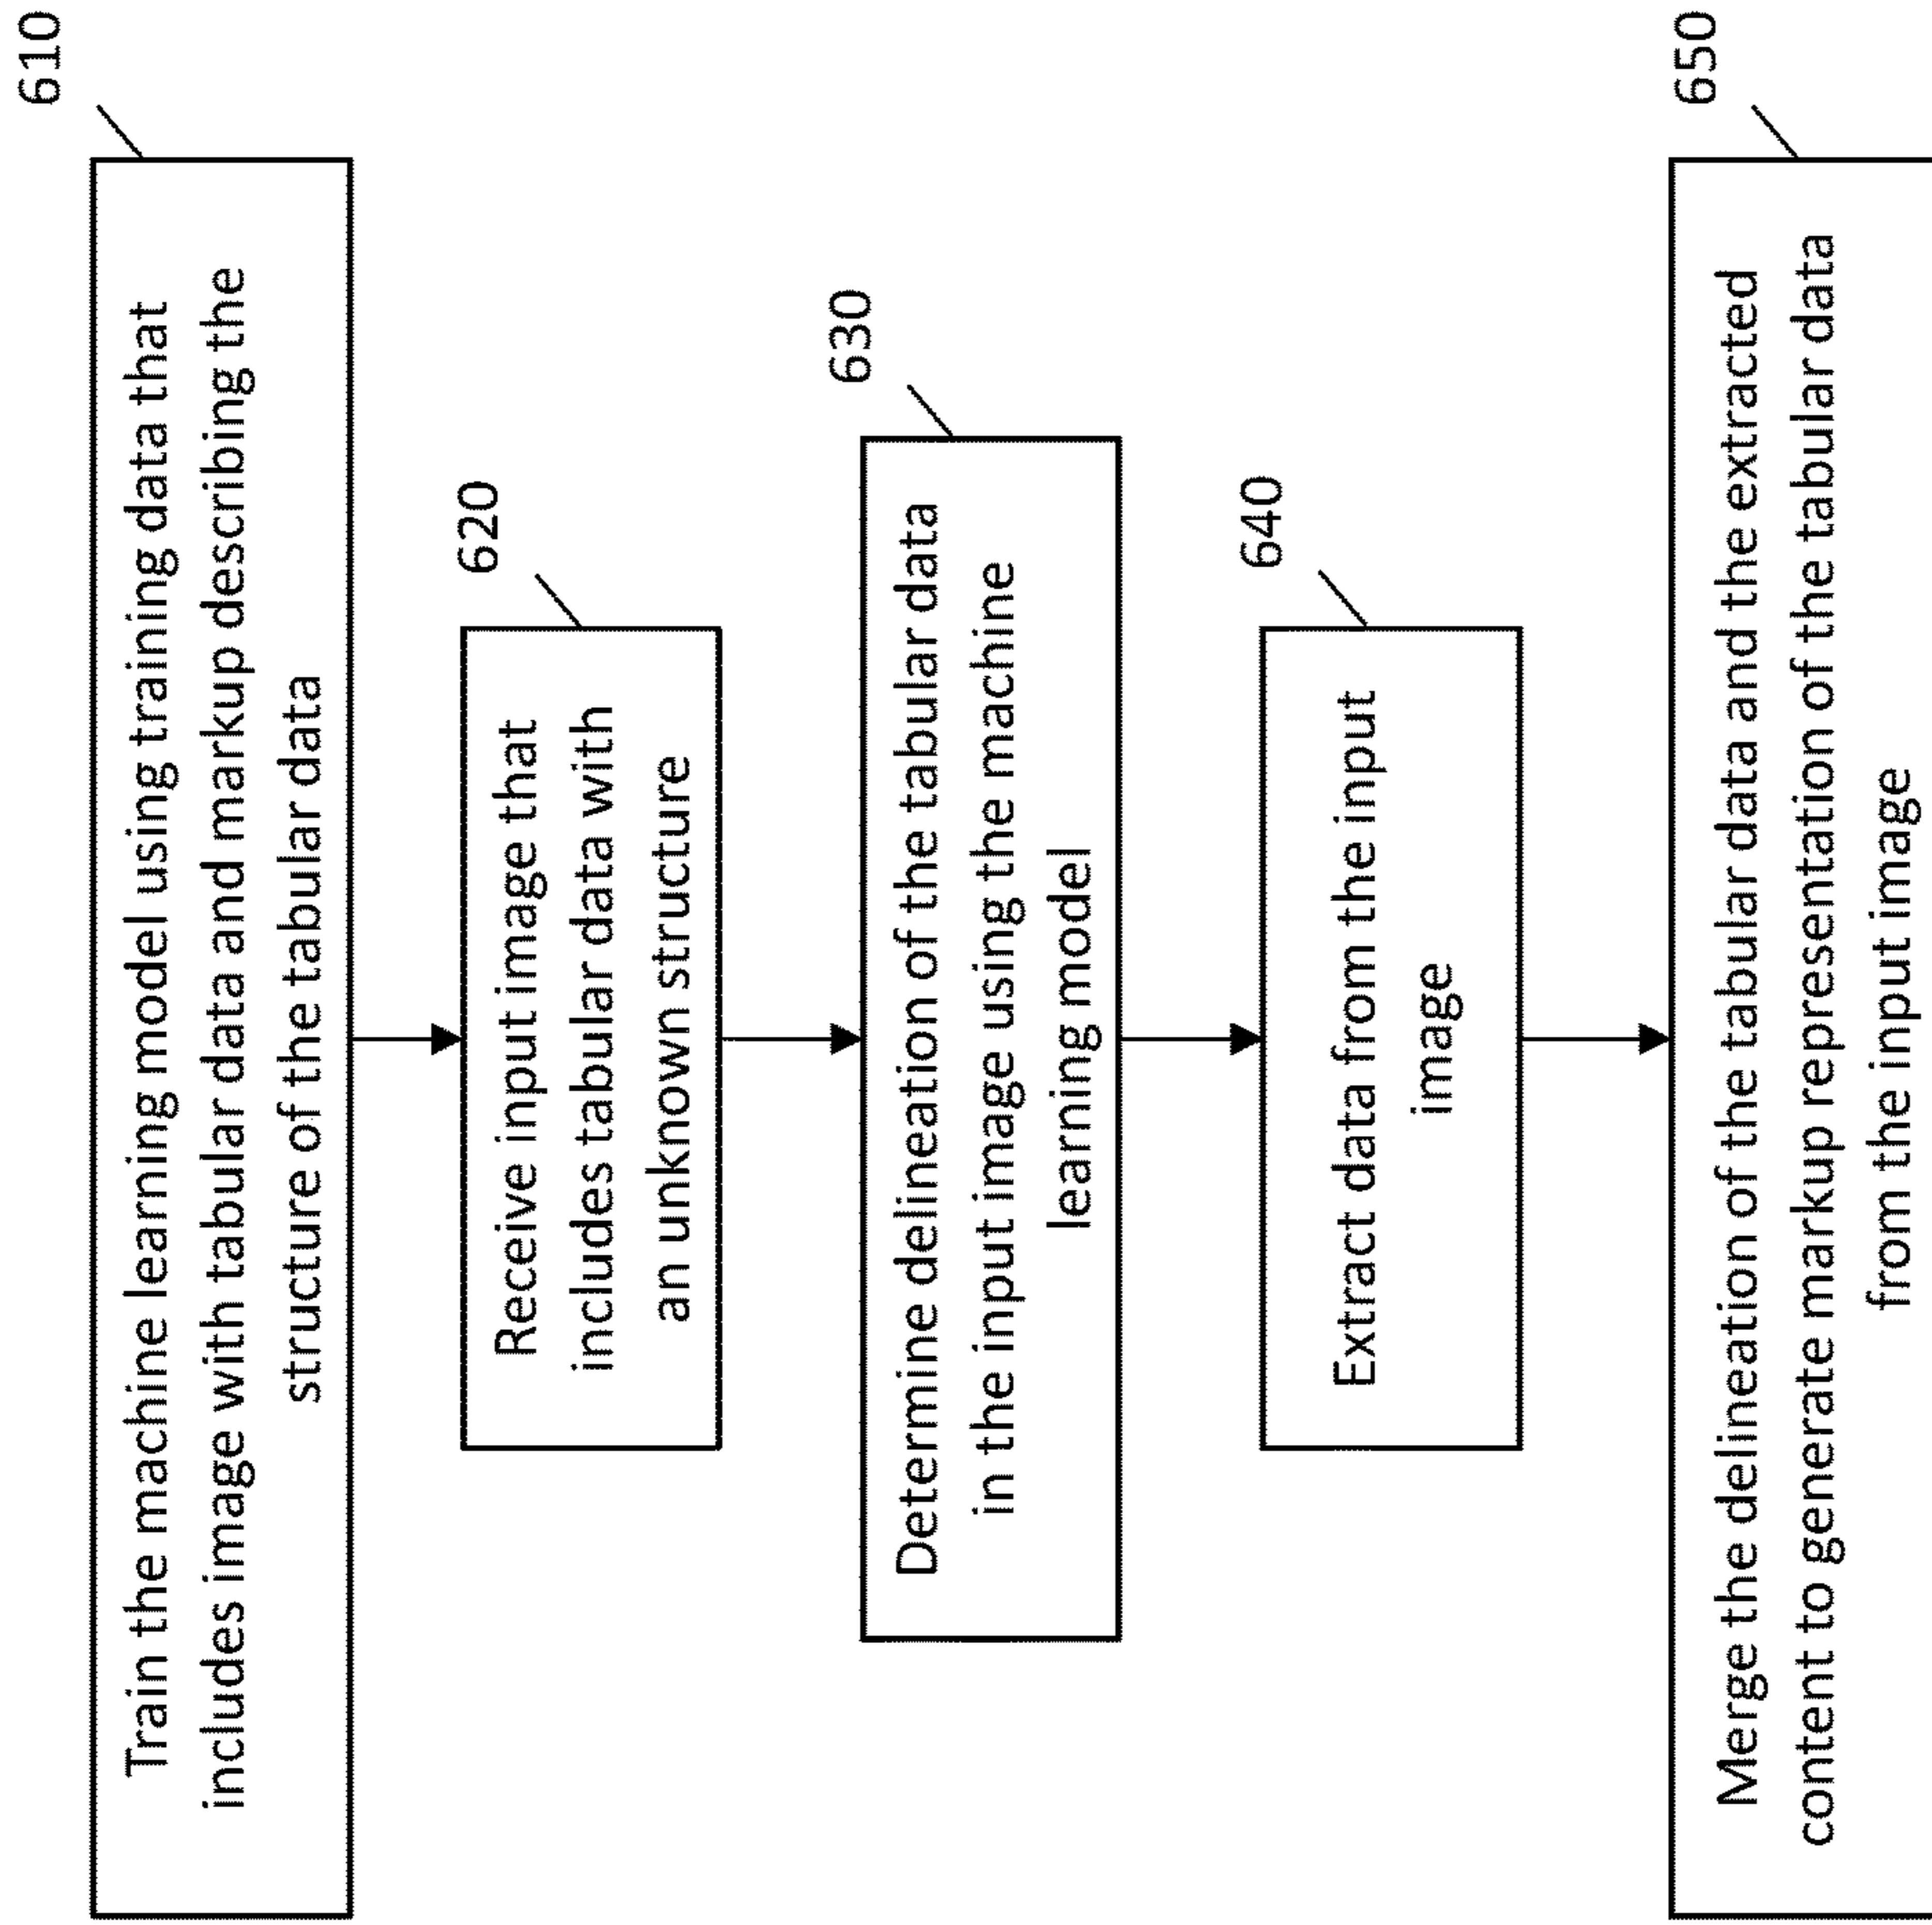 610
Train the machine learning model using training data that
includes image with tabular data and markup describing the
structure of the tabular data
620
Receive input image that
includes tabular data with
an unknown structure
630
Determine delineation of the tabular data
in the input image using the machine
learning model
640
Extract data from the input
image
650
Merge the delineation of the tabular data and the extracted
content to generate markup representation of the tabular data
from the input image